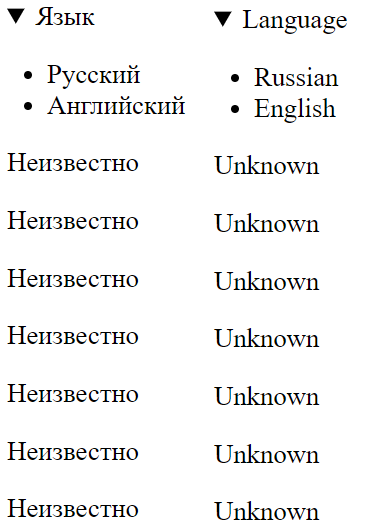 ▼ Язык
• Русский
• Английский
Неизвестно
Неизвестно
Неизвестно
Неизвестно
Неизвестно
Неизвестно
Неизвестно
▼ Language
• Russian
• English
Unknown
Unknown
Unknown
Unknown
Unknown
Unknown
Unknown